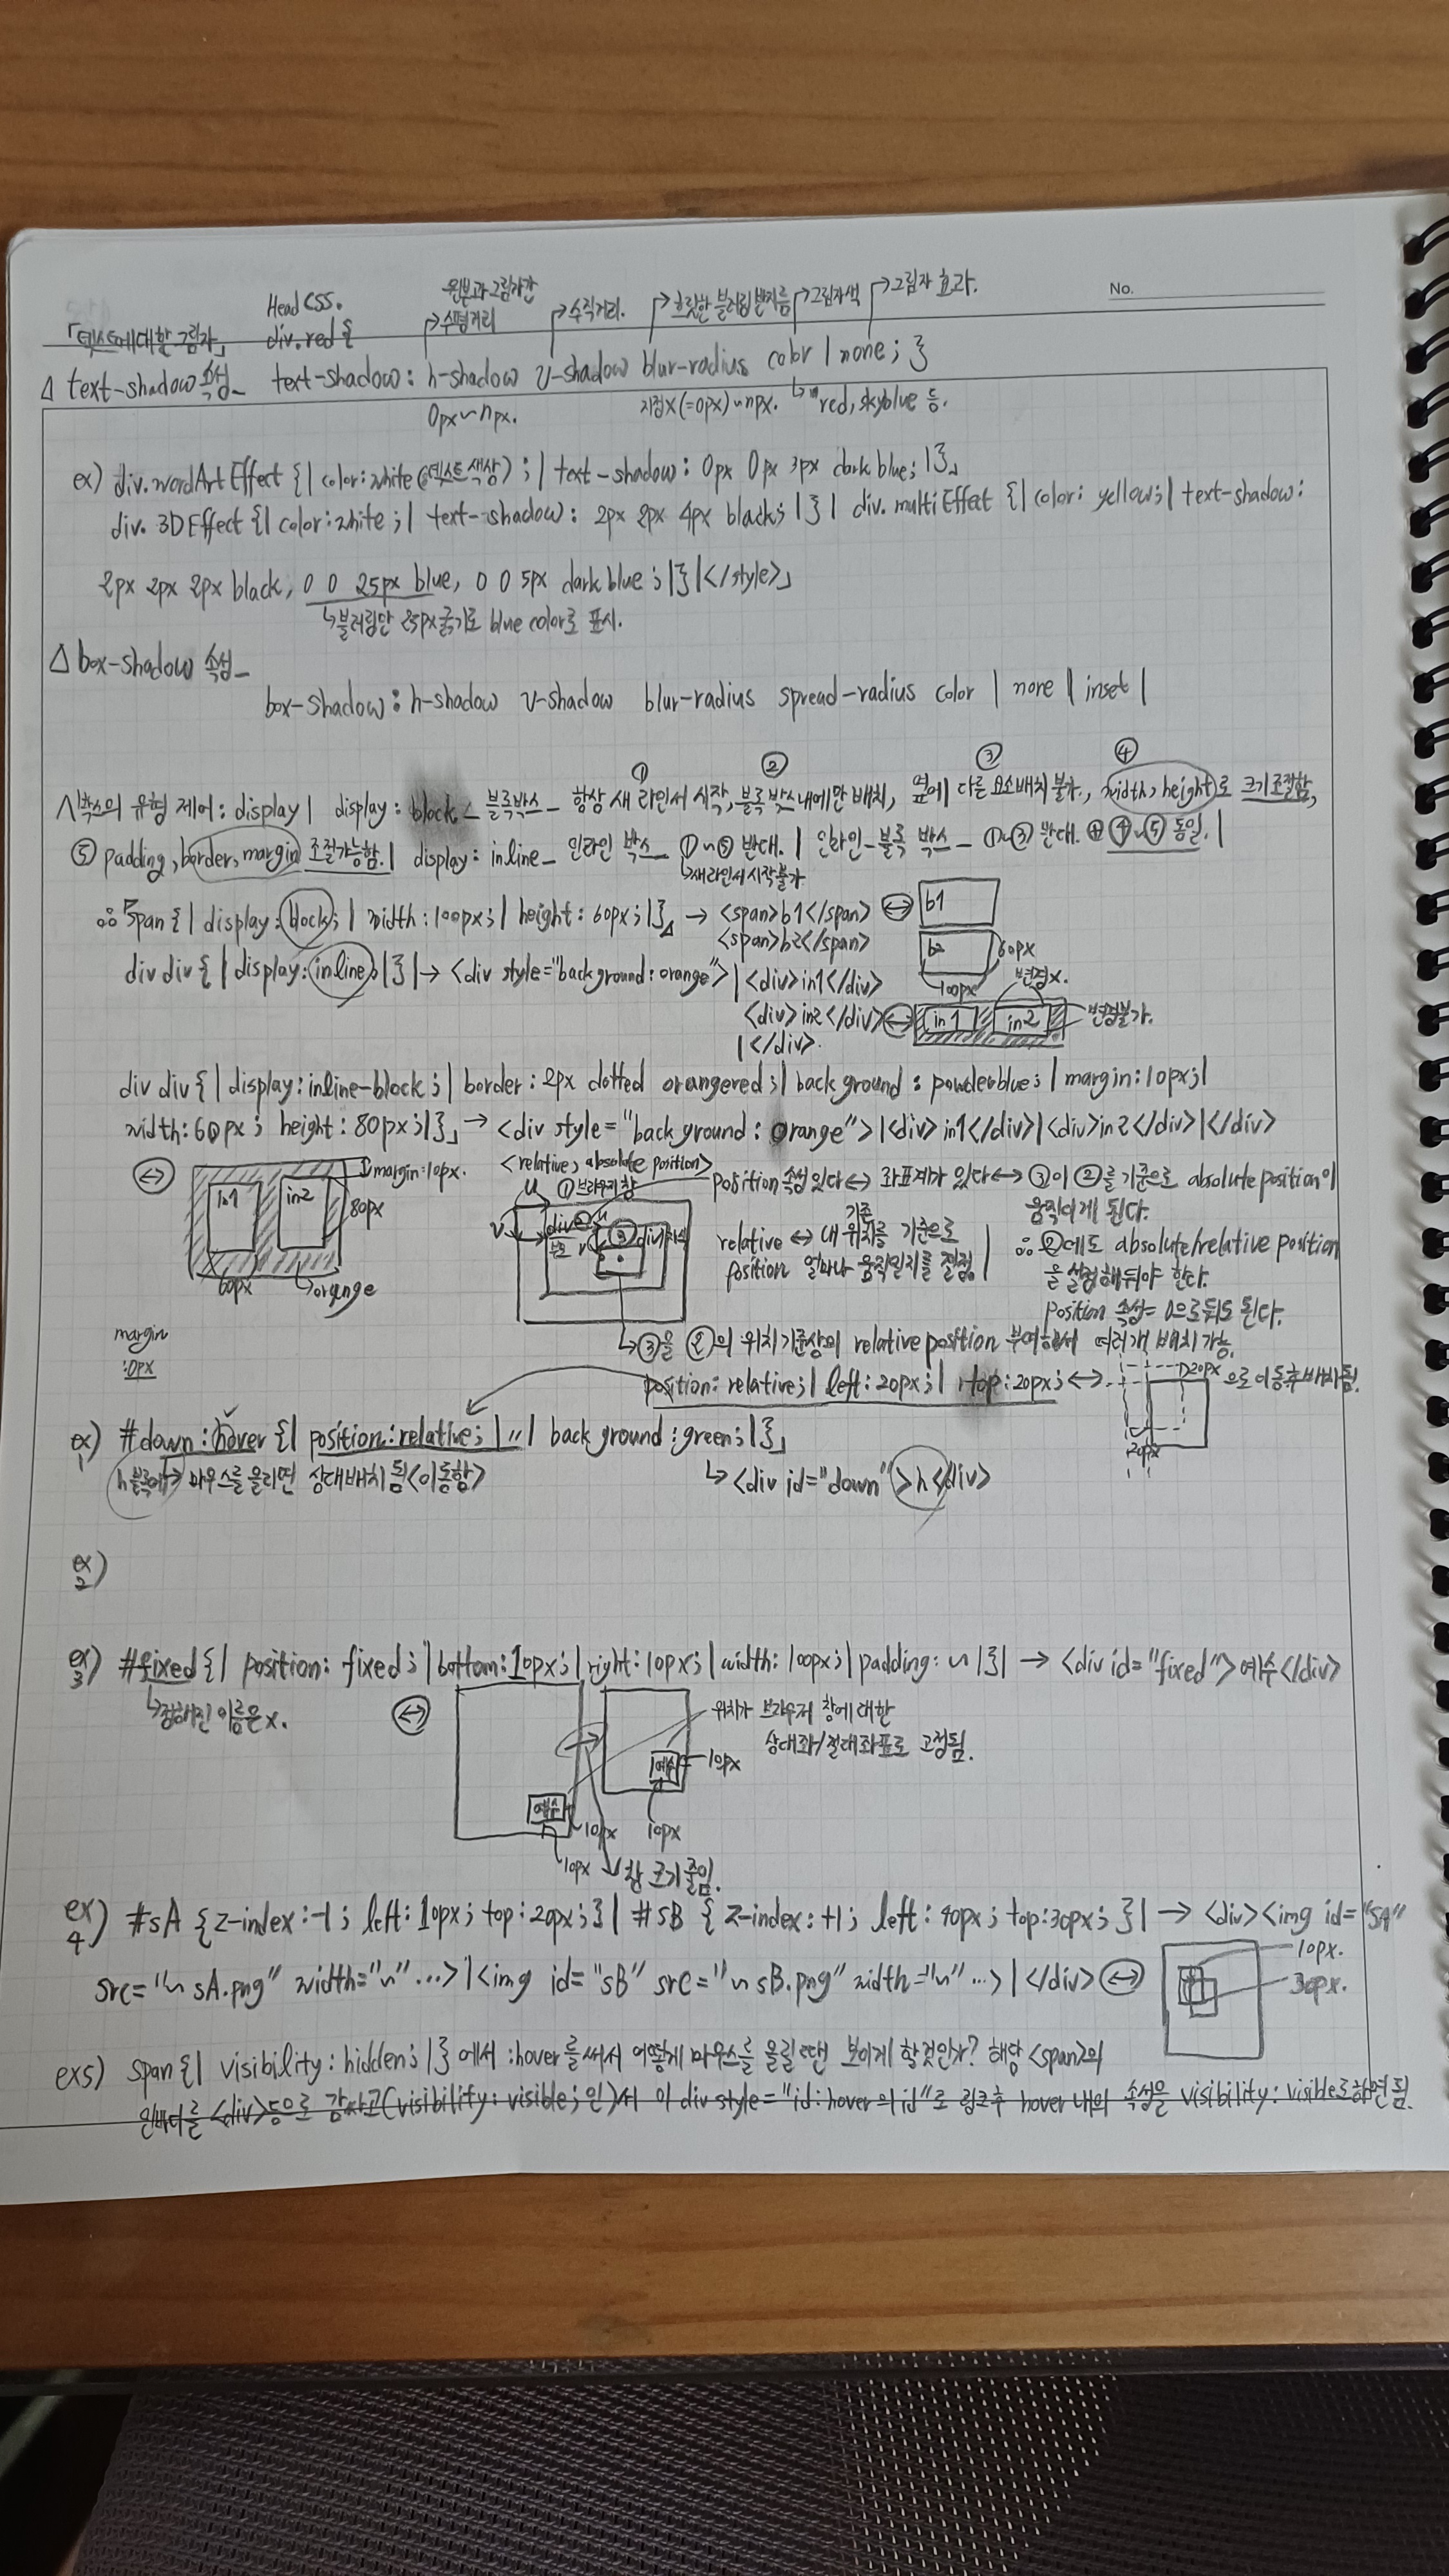 No.
「텍스트에대한 그림자」 Head CSS. div.red {
원본과 그림자간 수평거리 수직거리. 흐릿한 블러링 반지름 그림자색 그림자 효과.
△ text-shadow 속성_ text-shadow: h-shadow v-shadow blur-radius color | none; }
0px~npx. 지정X(=0px)~npx. red, skyblue 등.
ex) div.wordArtEffect {| color:white (텍스트 색상) ;| text-shadow: 0px 0px 3px darkblue; |}
div. 3DEffect {| color:white ;| text-shadow: 2px 2px 4px black; |} | div. multiEffect {| color: yellow;| text-shadow:
2px 2px 2px black, 0 0 25px blue, 0 0 5px darkblue ;|}|</style>」
↳블러링만 25px굵기로 blue color로 표시.
△ box-shadow 속성_
box-shadow: h-shadow v-shadow blur-radius spread-radius color | none | inset |
① ② ③ ④
박스의 유형 제어: display | display: block_ 블록박스_ 항상 새 라인서 시작, 블록 박스내에만 배치, 옆에 다른 요소배치 불가., width, height로 크기조절함,
⑤ padding, border, margin 조절가능함. | display: inline_ 인라인 박스_ ①~⑤ 반대. | 인라인-블록 박스_ ①~③ 반대. ④~⑤ 동일. |
↳새라인서시작불가
∴ span {| display: block; | width: 100px; | height: 60px; |} → <span>b1</span> ↔ b1
<span>b2</span> b2 60px
100px 변경x.
div div {| display: inline; |} | → <div style="background: orange"> | <div>in1</div>
<div>in2</div> ↔ in1 in2 변경불가.
|</div>.
div div {| display: inline-block ;| border: 2px dotted orangered ;| background: powderblue; | margin: 10px;|
width: 60px ; height: 80px ;|}」 → <div style="background: orange"> |<div> in1</div>|<div>in2</div>|</div>
↔ in1 in2 margin:10px. 80px 60px orange
<relative, absolute position>
① 브라우저 창
position 속성 있다 ↔ 좌표계가 있다 ↔ ③이 ②를 기준으로 absolute position이 움직이게 된다.
relative position ↔ 내 기존 위치를 기준으로 얼마나 움직일지를 결정. |
∴ ②에도 absolute/relative position을 설정해둬야 한다.
position 속성=0으로둬도 된다.
margin :0px
↳ ③을 ②의 위치기준상의 relative position 부여해서 여러개 배치 가능.
position: relative; | left: 20px; | top: 20px; ↔ 20px 으로 이동후 배치됨.
20px
ex1) #down : hover {| position: relative; | 〃 | background: green; |}」
h블록에 마우스를 올리면 상대배치 됨<이동함> ↳ <div id="down" >h<div>
ex2)
ex3) #fixed {| position: fixed; | bottom: 10px; | right: 10px; | width: 100px; | padding: ~ |}| → <div id="fixed">예수</div>
↳정해진 이름은x. ↔ 위치가 브라우저 창에 대한
상대좌/절대좌표로 고정됨.
예수 10px 10px
예수 10px 10px 창 크기 줄임.
ex4) #sA {z-index:-1; left: 10px; top:20px;} | #sB {z-index: +1; left: 40px; top:30px; } | → <div><img id="sA"
src="~ sA.png" width="~" ...> |<img id="sB" src="~ sB.png" width="~" ...> | </div> ↔ 10px. 30px.
ex5) span {| visibility: hidden; |} 에서 :hover를 써서 어떻게 마우스를 올릴 땐 보이게 할것인가? 해당 <span>의
<div>등으로 감싸고(visibility: visible; 인)서 이 div style="id:hover의 id"로 링크후 hover 내의 속성을 visibility: visible로하면 됨.